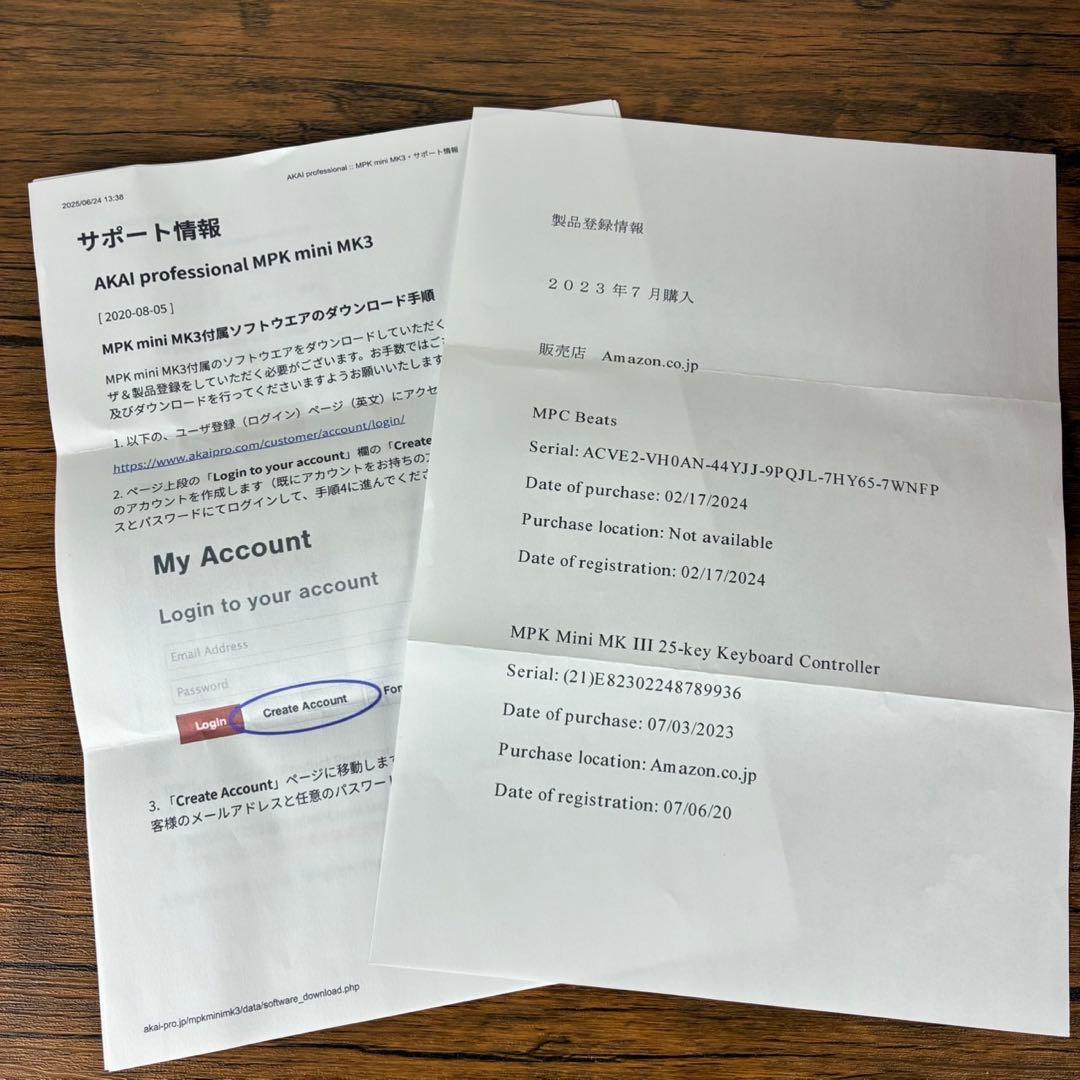 2025/06/24 13:38
AKAI professional :: MPK mini MK3・サポート情報
サポート情報
AKAI professional MPK mini MK3
[ 2020-08-05 ]
MPK mini MK3付属ソフトウエアのダウンロード手順
MPK mini MK3付属のソフトウエアをダウンロードしていただく
ザ＆製品登録をしていただく必要がございます。お手数ではご
及びダウンロードを行ってくださいますようお願いいたします
1. 以下の、ユーザ登録（ログイン）ページ（英文）にアクセ
https://www.akaipro.com/customer/account/login/
2. ページ上段の「Login to your account」欄の「Create
のアカウントを作成します（既にアカウントをお持ちの
スとパスワードにてログインして、手順4に進んでくださ
My Account
Login to your account
Email Address
Password
Login
Create Account
For
3. 「Create Account」ページに移動しま
客様のメールアドレスと任意のパスワー
akai-pro.jp/mpkminimk3/data/software_download.php
製品登録情報
２０２３年７月購入
販売店　Amazon.co.jp
MPC Beats
Serial: ACVE2-VH0AN-44YJJ-9PQJL-7HY65-7WNFP
Date of purchase: 02/17/2024
Purchase location: Not available
Date of registration: 02/17/2024
MPK Mini MK III 25-key Keyboard Controller
Serial: (21)E82302248789936
Date of purchase: 07/03/2023
Purchase location: Amazon.co.jp
Date of registration: 07/06/20